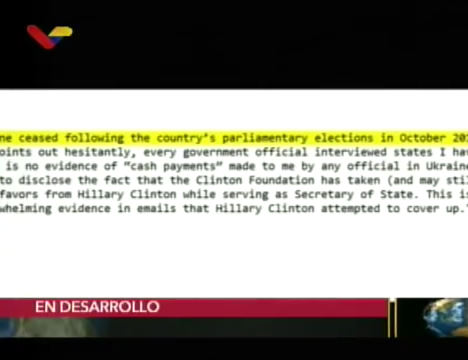 ne ceased following the country's parliamentary elections in October 201
oints out hesitantly, every government official interviewed states I hav
is no evidence of "cash payments" made to me by any official in Ukraine
to disclose the fact that the Clinton Foundation has taken (and may stil
favors from Hillary Clinton while serving as Secretary of State. This is
whelming evidence in emails that Hillary Clinton attempted to cover up."
EN DESARROLLO